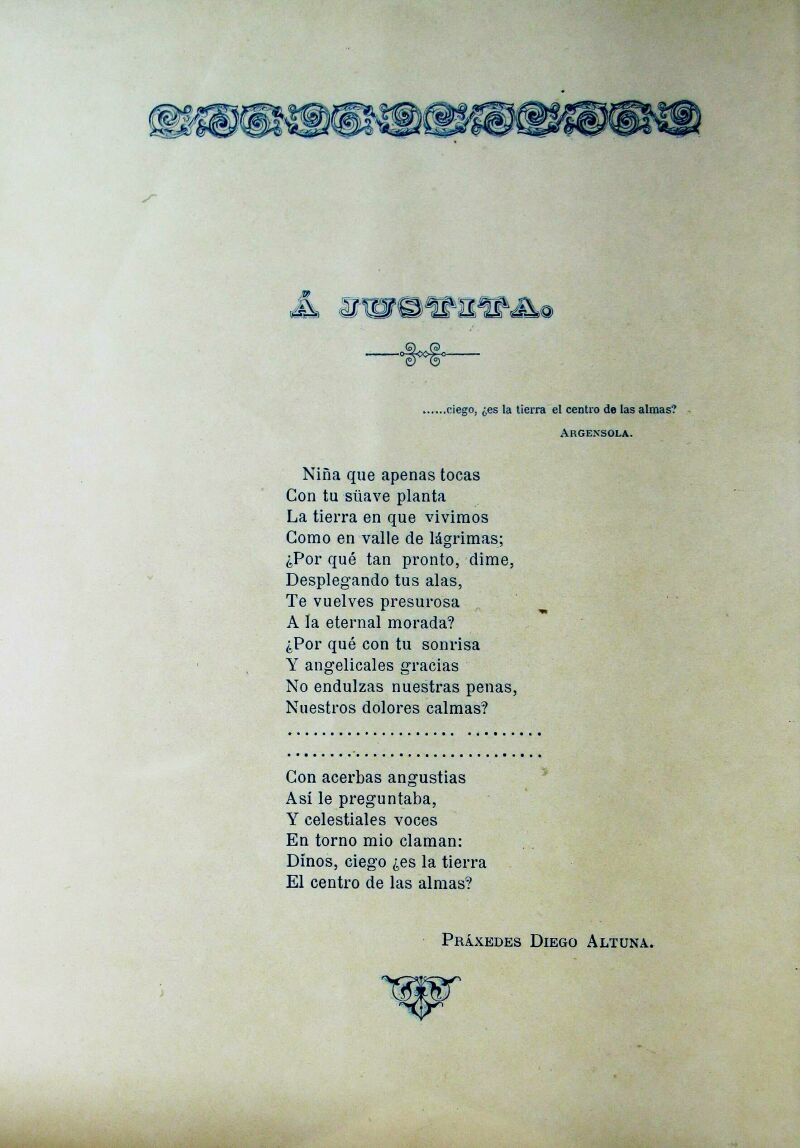 Á JUSTITA.
......ciego, ¿es la tierra el centro de las almas?
ARGENSOLA.
Niña que apenas tocas
Con tu süave planta
La tierra en que vivimos
Como en valle de lágrimas;
¿Por qué tan pronto, dime,
Desplegando tus alas,
Te vuelves presurosa
A la eternal morada?
¿Por qué con tu sonrisa
Y angelicales gracias
No endulzas nuestras penas,
Nuestros dolores calmas?
.............................
..............................
Con acerbas angustias
Así le preguntaba,
Y celestiales voces
En torno mio claman:
Dínos, ciego ¿es la tierra
El centro de las almas?
PRÁXEDES DIEGO ALTUNA.